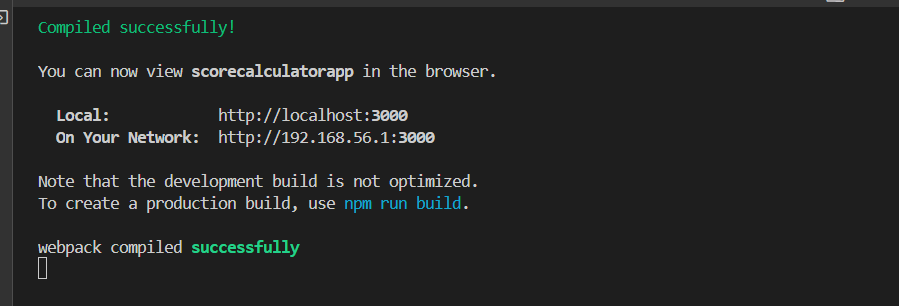 Compiled successfully!
You can now view scorecalculatorapp in the browser.
Local: http://localhost:3000
On Your Network: http://192.168.56.1:3000
Note that the development build is not optimized.
To create a production build, use npm run build.
webpack compiled successfully